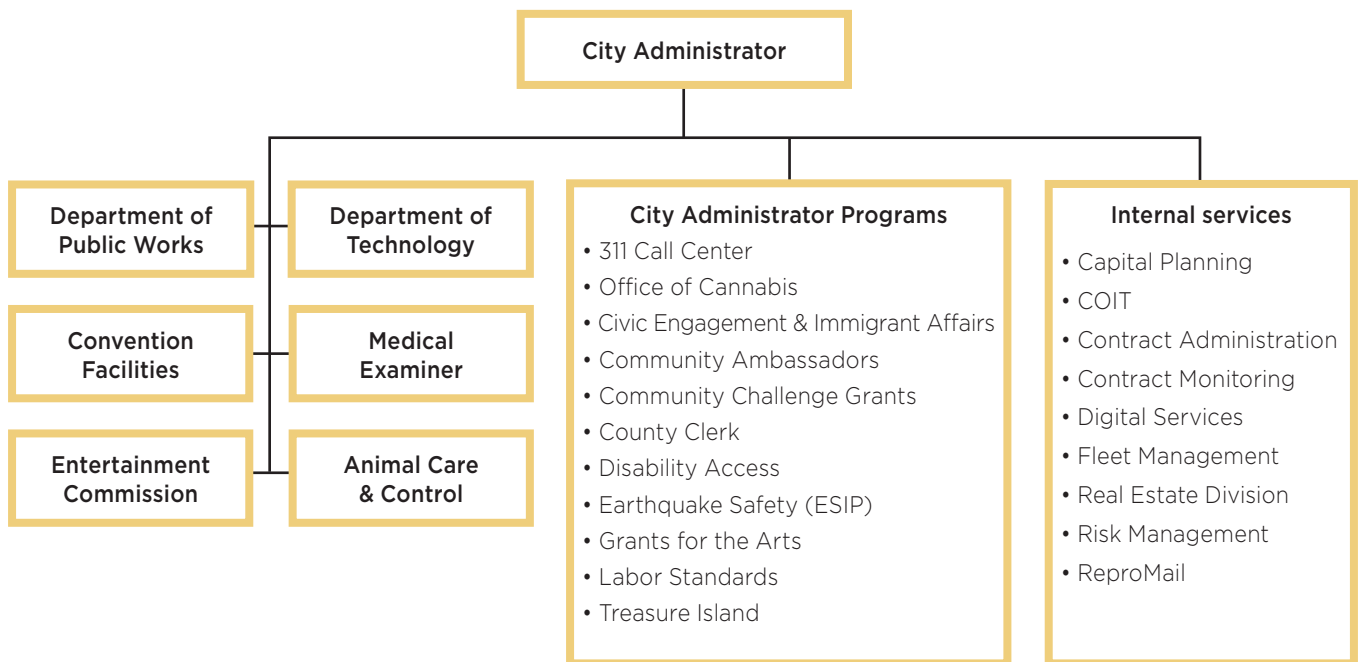 City Administrator
Department of
Public Works
Department of
Technology
Convention
Facilities
Medical
Examiner
Entertainment
Commission
Animal Care
& Control
City Administrator Programs
• 311 Call Center
• Office of Cannabis
• Civic Engagement & Immigrant Affairs
• Community Ambassadors
• Community Challenge Grants
• County Clerk
• Disability Access
• Earthquake Safety (ESIP)
• Grants for the Arts
• Labor Standards
• Treasure Island
Internal services
• Capital Planning
• COIT
• Contract Administration
• Contract Monitoring
• Digital Services
• Fleet Management
• Real Estate Division
• Risk Management
• ReproMail